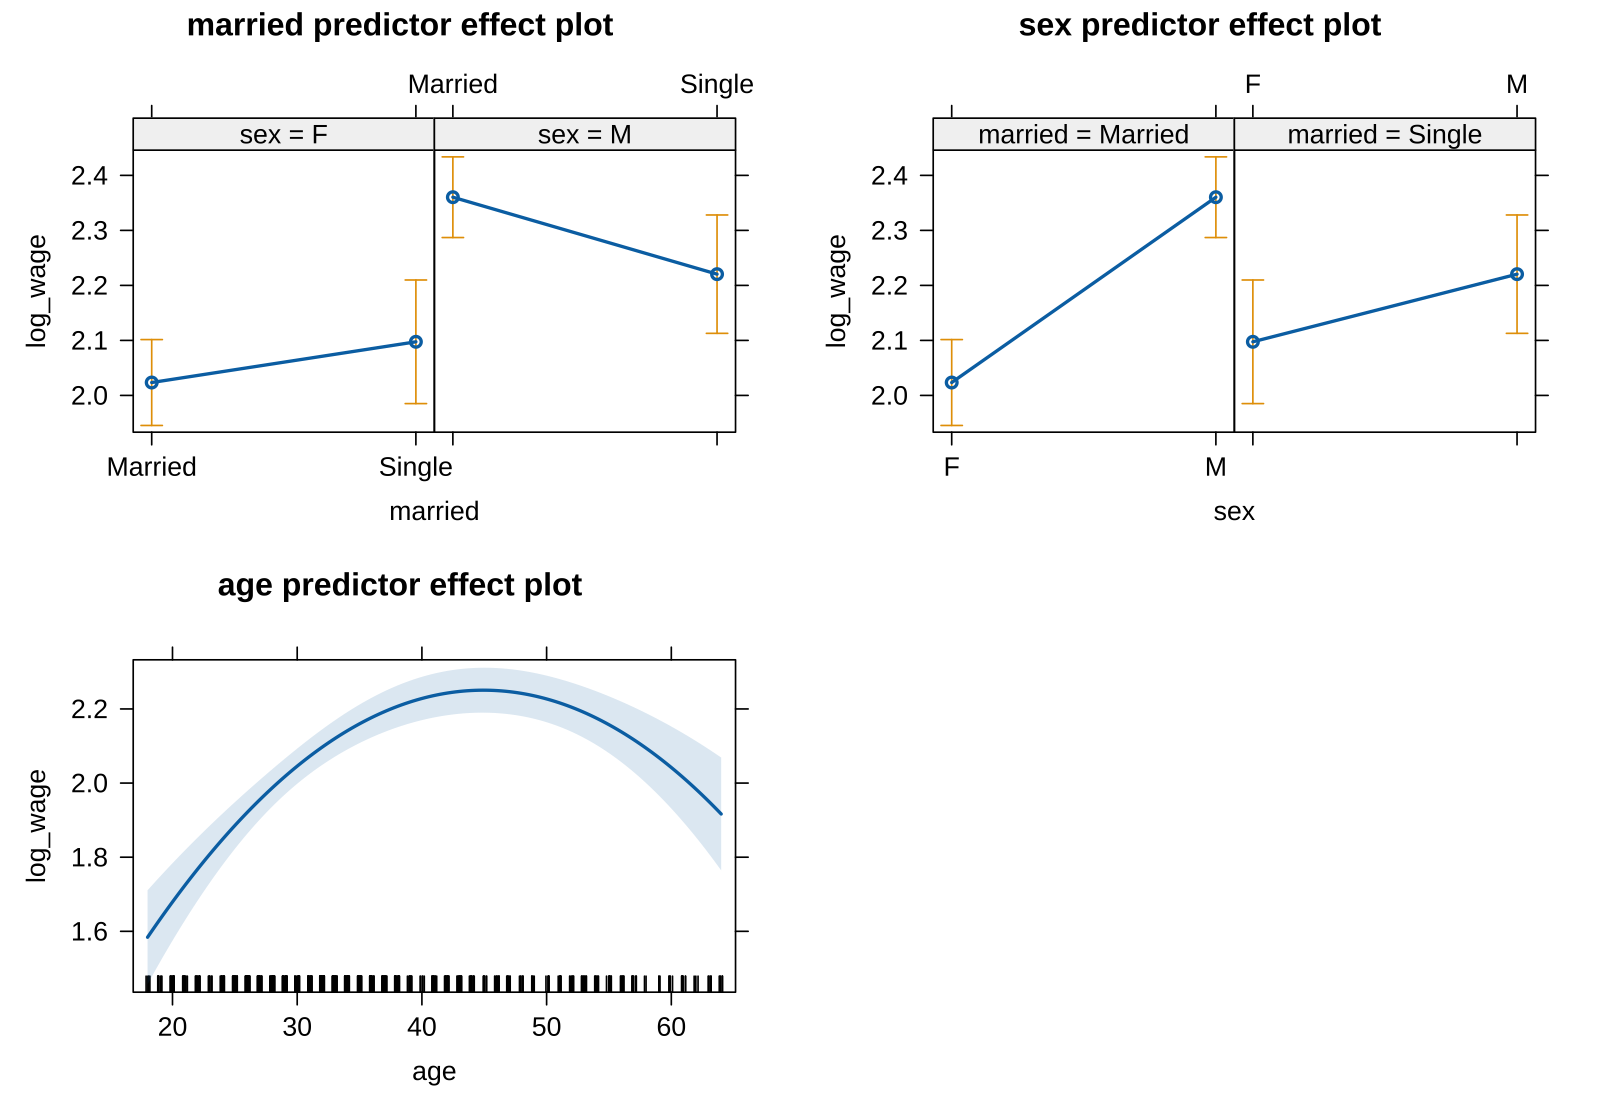 married predictor effect plot
Married Single
sex = F sex = M
2.4
2.3
2.2
2.1
2.0
log_wage
Married Single
married
sex predictor effect plot
F M
married = Married married = Single
2.4
2.3
2.2
2.1
2.0
log_wage
F M
sex
age predictor effect plot
2.2
2.0
1.8
1.6
log_wage
20 30 40 50 60
age